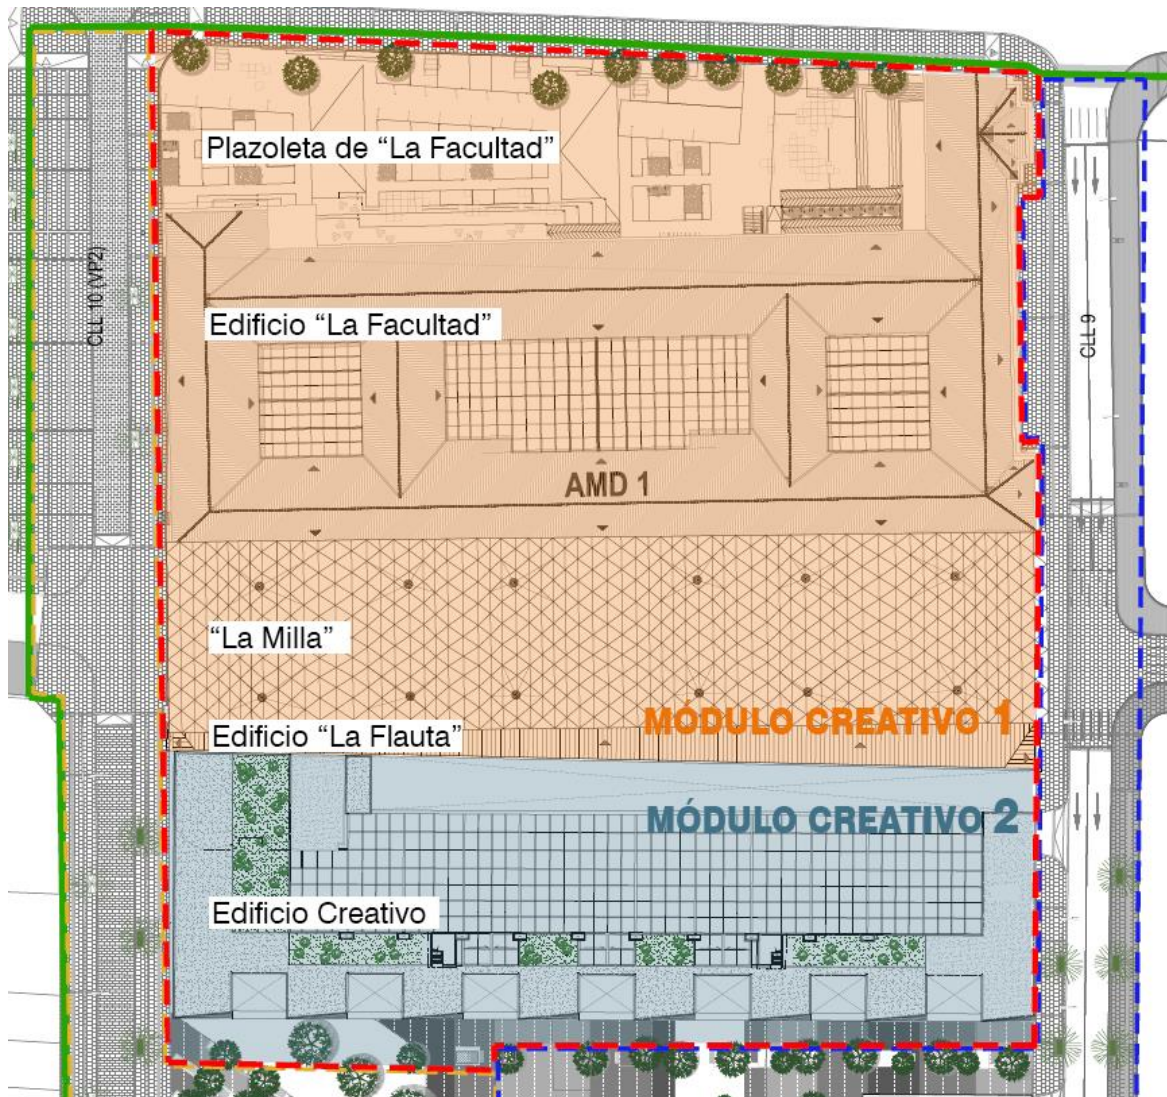 Plazoleta de “La Facultad”
CLL 10 (VP2)
Edificio “La Facultad”
CLL 9
AMD 1
“La Milla”
MÓDULO CREATIVO 1
Edificio “La Flauta”
MÓDULO CREATIVO 2
Edificio Creativo